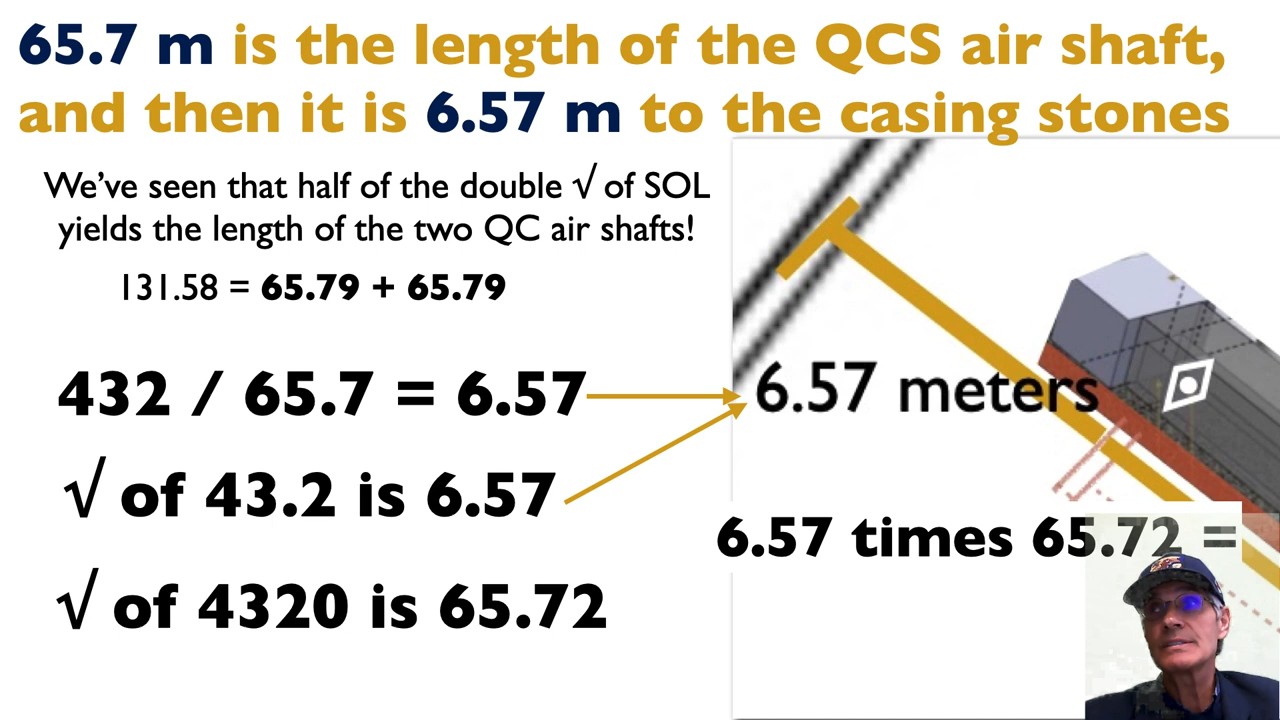 65.7 m is the length of the QCS air shaft,
and then it is 6.57 m to the casing stones
We've seen that half of the double √ of SOL
yields the length of the two QC air shafts!
131.58 = 65.79 + 65.79
432 / 65.7 = 6.57
6.57 meters
√ of 43.2 is 6.57
6.57 times 65.72 =
√ of 4320 is 65.72